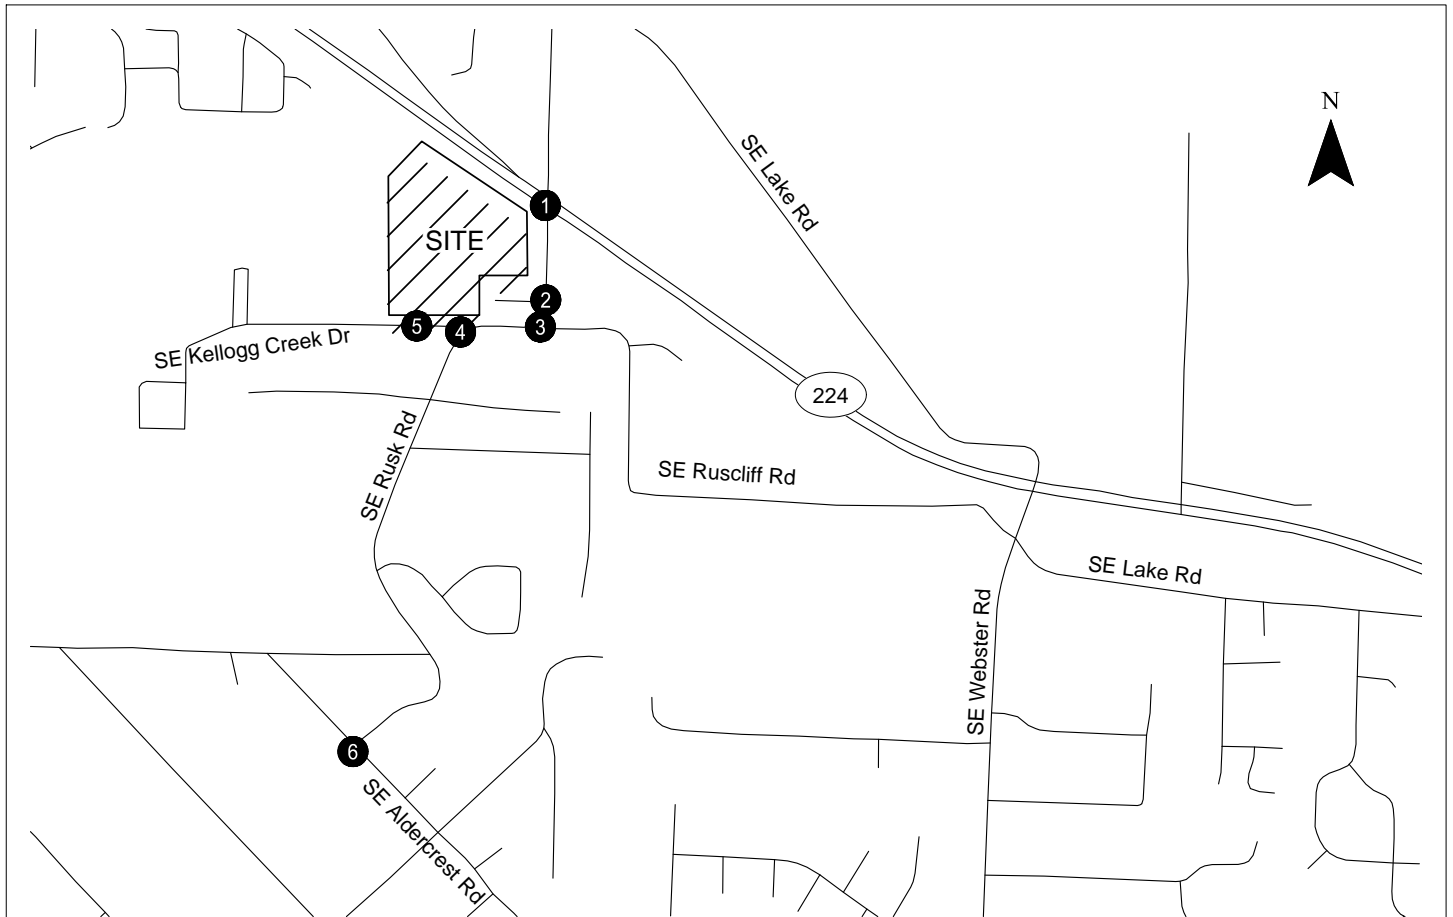 N
SE Lake Rd
1
SITE
2
3
5
4
SE Kellogg Creek Dr
224
SE Rusk Rd
SE Ruscliff Rd
SE Lake Rd
SE Webster Rd
6
SE Aldercrest Rd